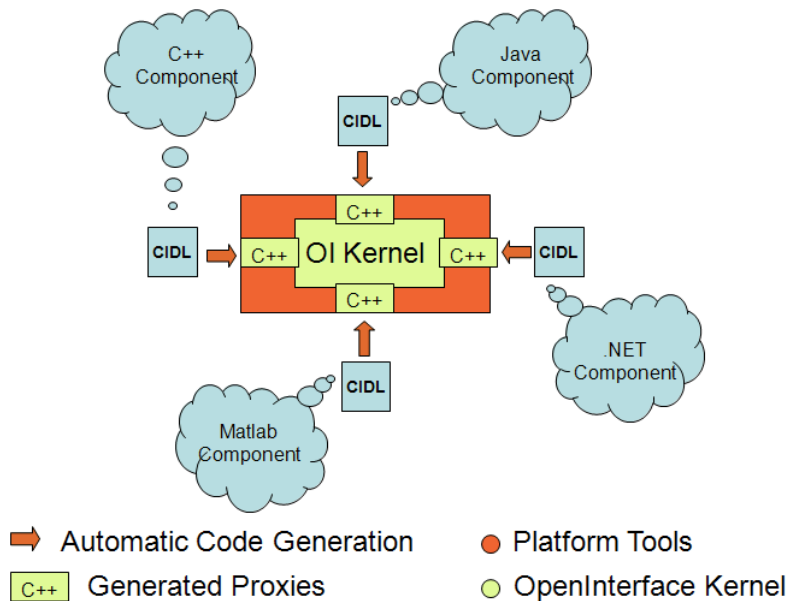 C++
Component
Java
Component
CIDL
C++
CIDL
C++
OI Kernel
C++
CIDL
C++
.NET
Component
CIDL
Matlab
Component
Automatic Code Generation
Platform Tools
C++
Generated Proxies
OpenInterface Kernel